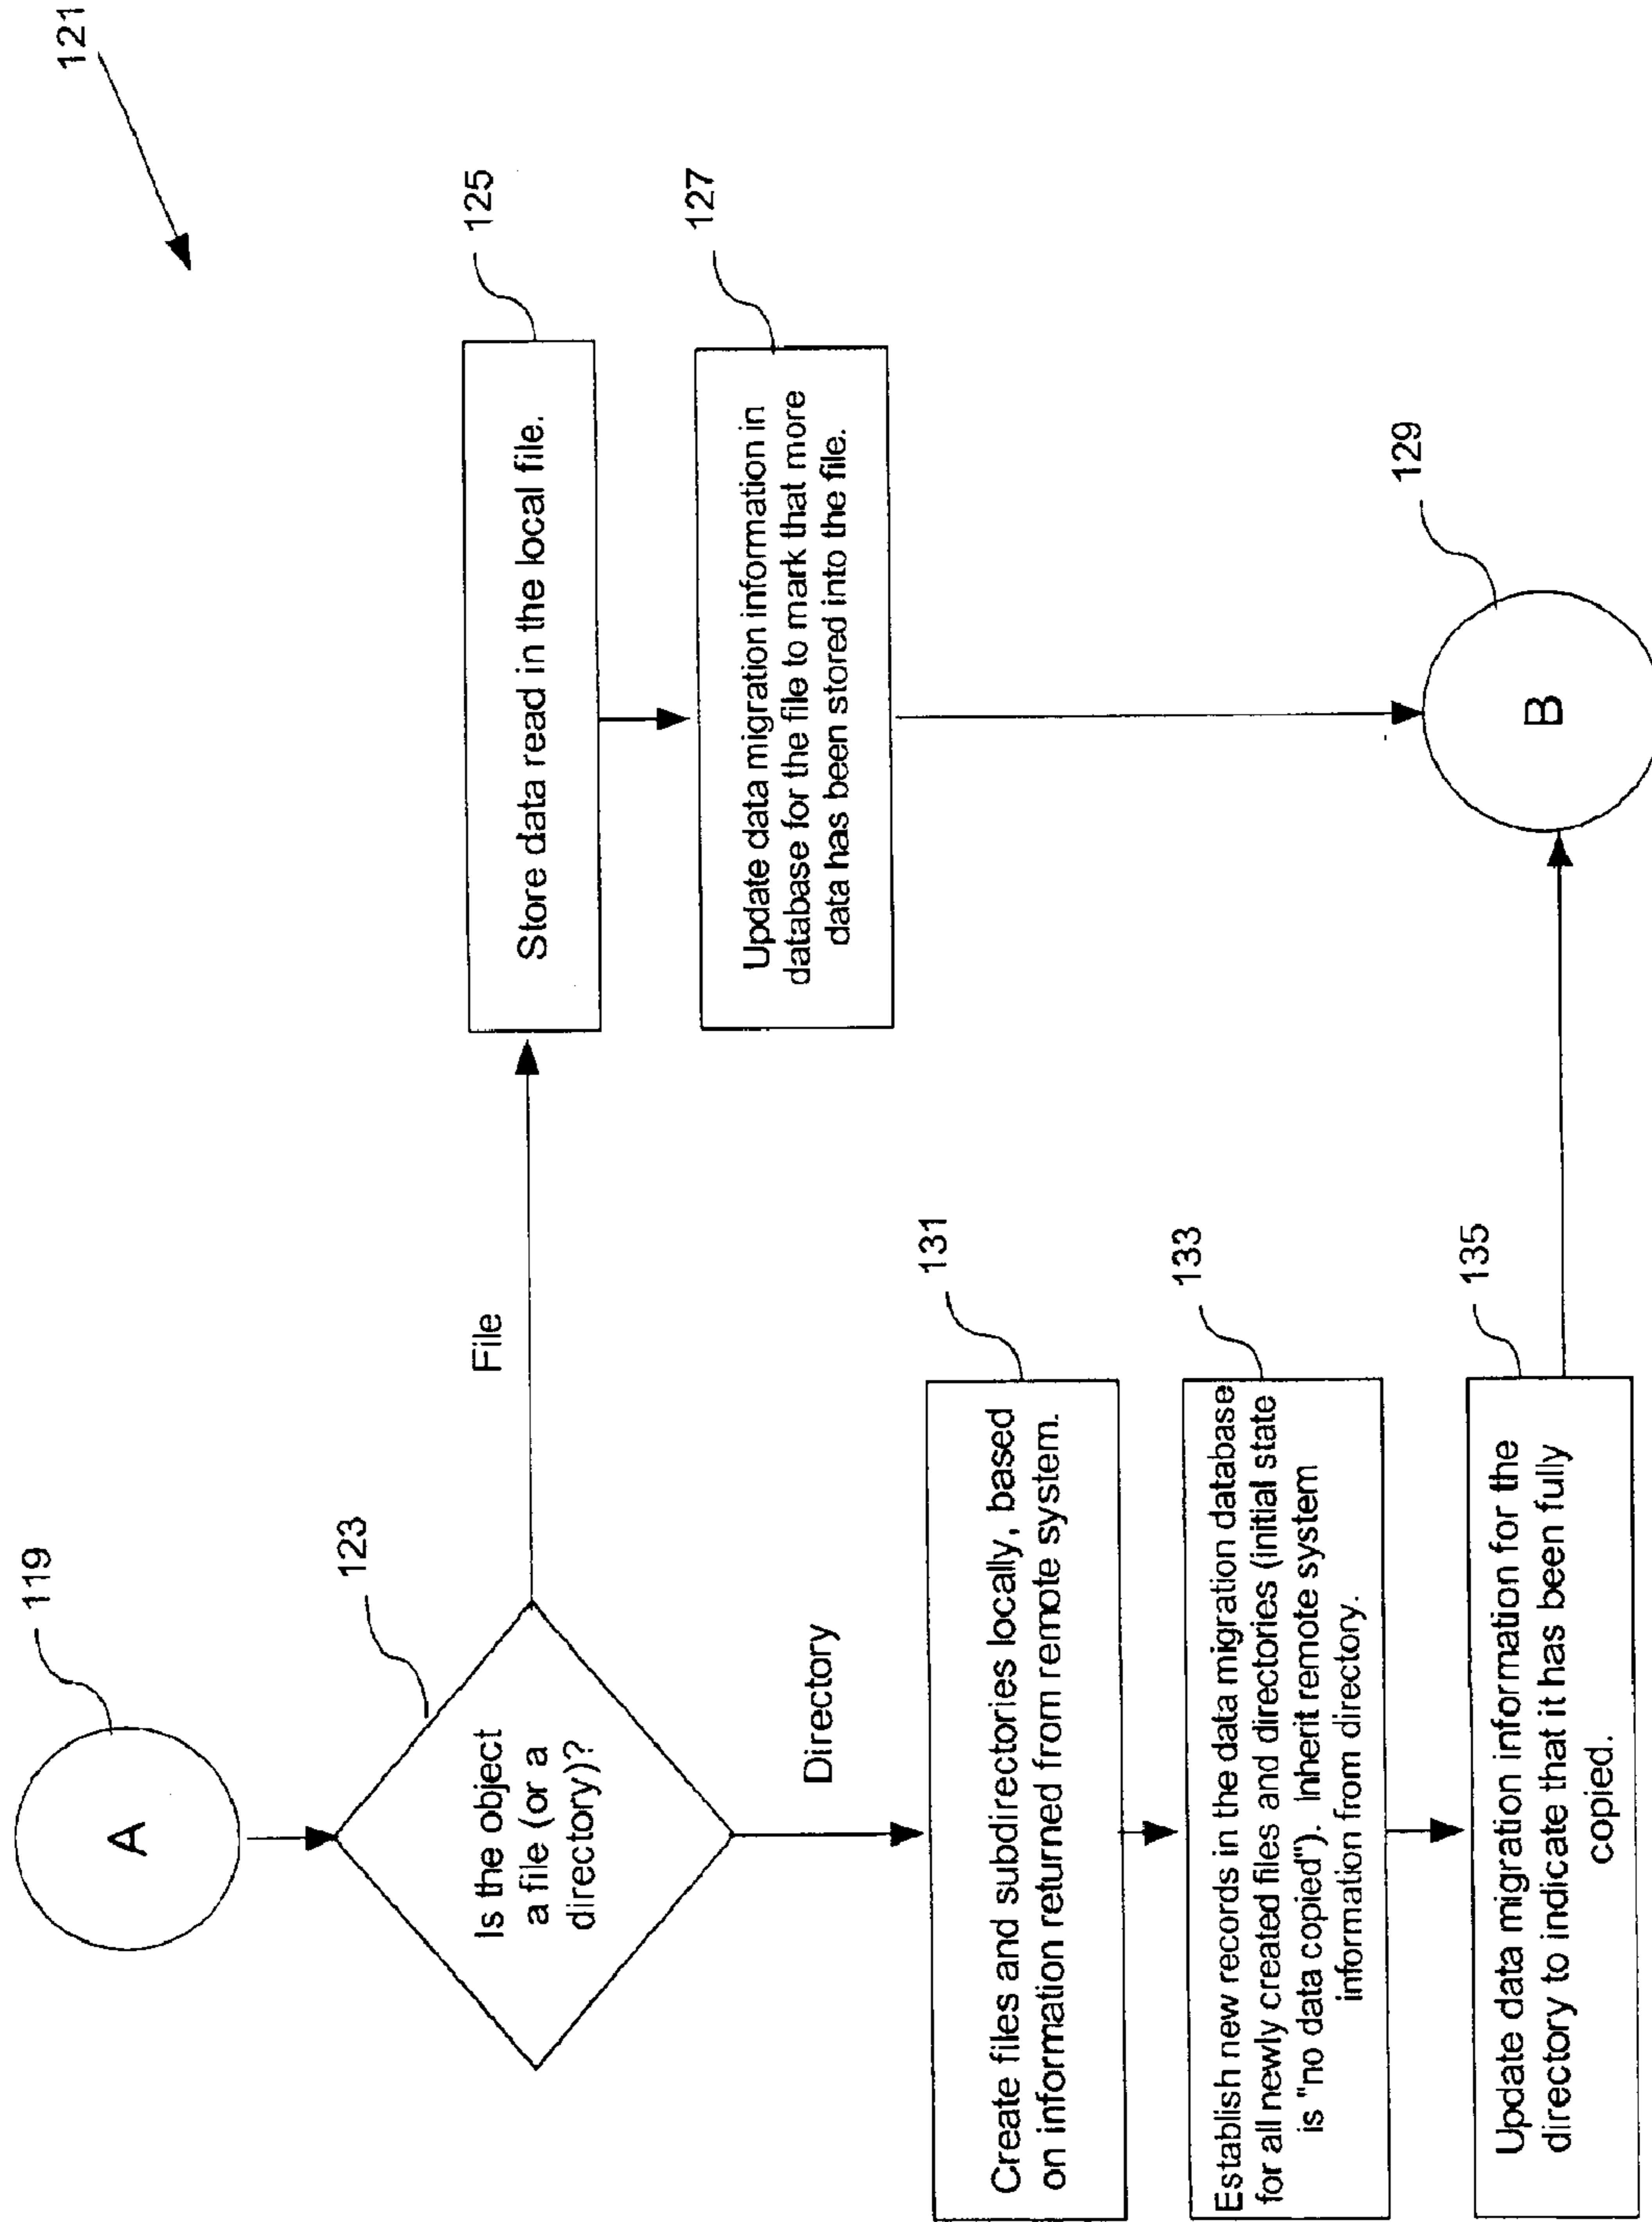 121
119
A
123
Is the object
a file (or a
directory)?
File
125
Store data read in the local file.
127
Update data migration information in
database for the file to mark that more
data has been stored into the file.
Directory
131
Create files and subdirectories locally, based
on information returned from remote system.
133
Establish new records in the data migration database
for all newly created files and directories (initial state
is "no data copied"). Inherit remote system
information from directory.
135
Update data migration information for the
directory to indicate that it has been fully
copied.
129
B